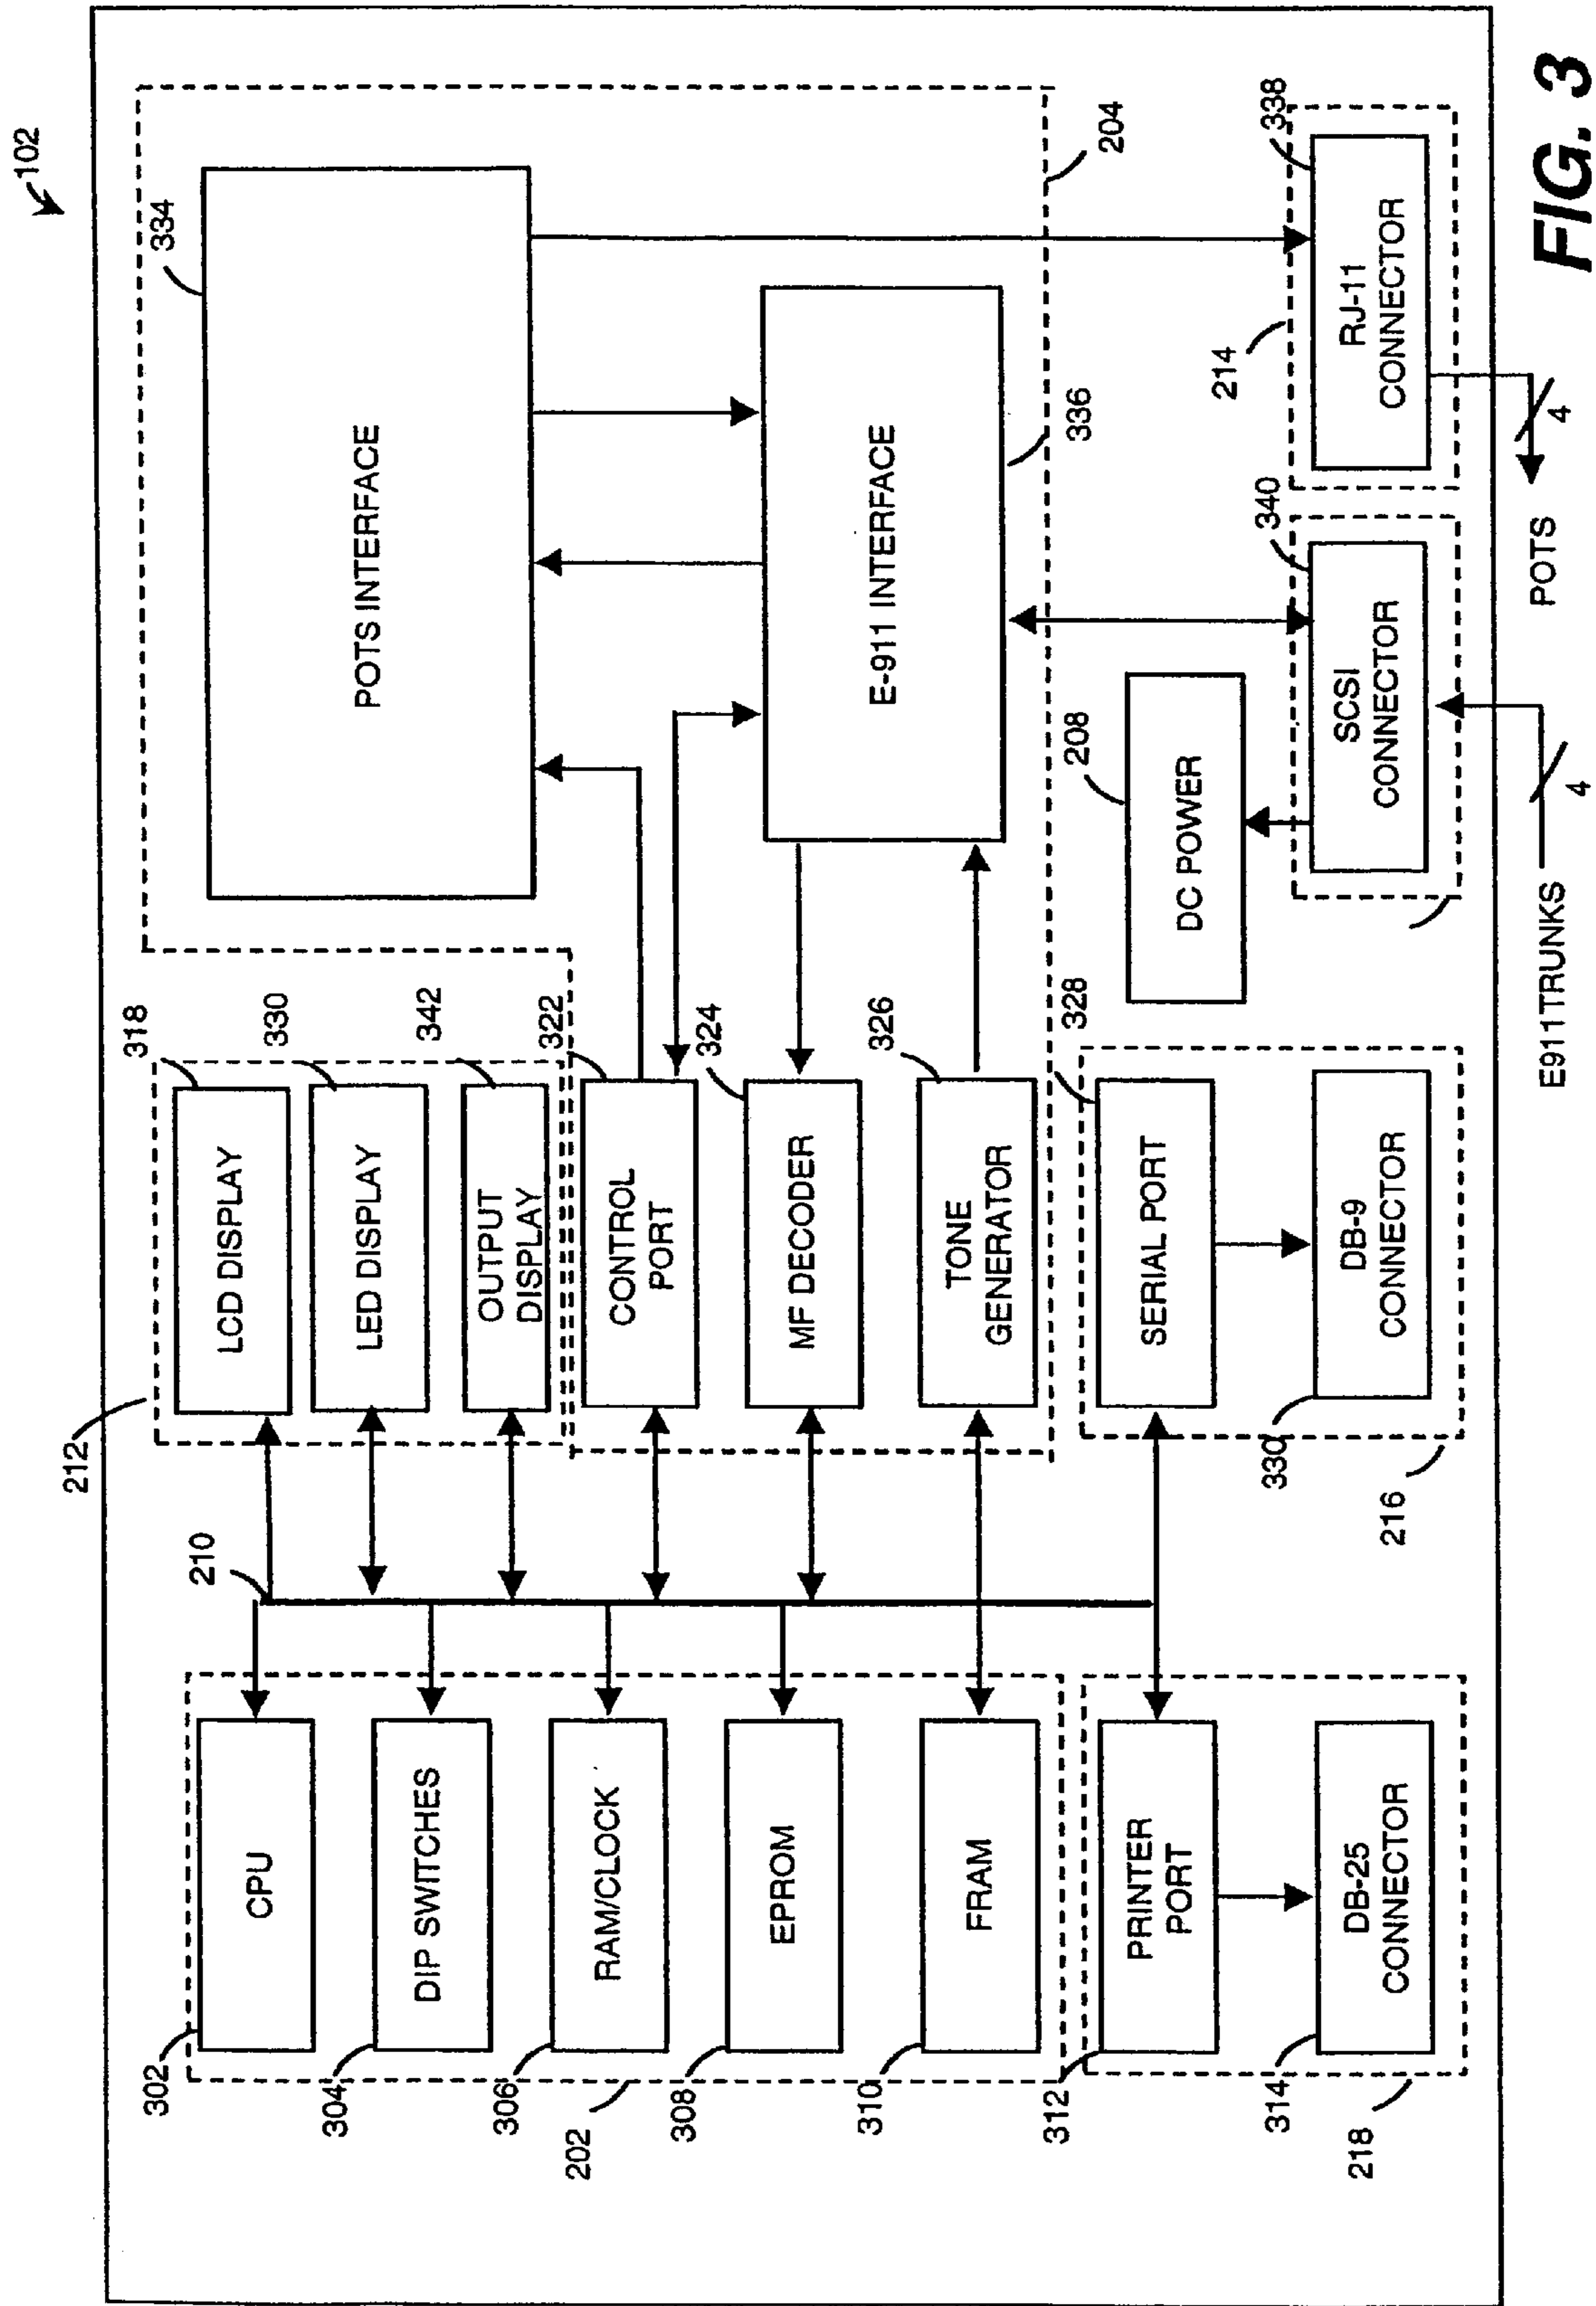 102
334
POTS INTERFACE
204
336
E-911 INTERFACE
212
318
LCD DISPLAY
330
LED DISPLAY
342
OUTPUT
DISPLAY
322
CONTROL
PORT
324
MF DECODER
326
TONE
GENERATOR
210
302
CPU
304
DIP SWITCHES
306
RAM/CLOCK
202
308
EPROM
310
FRAM
312
PRINTER
PORT
314
DB-25
CONNECTOR
218
328
SERIAL PORT
330
DB-9
CONNECTOR
216
208
DC POWER
340
SCSI
CONNECTOR
214
338
RJ-11
CONNECTOR
E911TRUNKS
4
POTS
4
FIG. 3